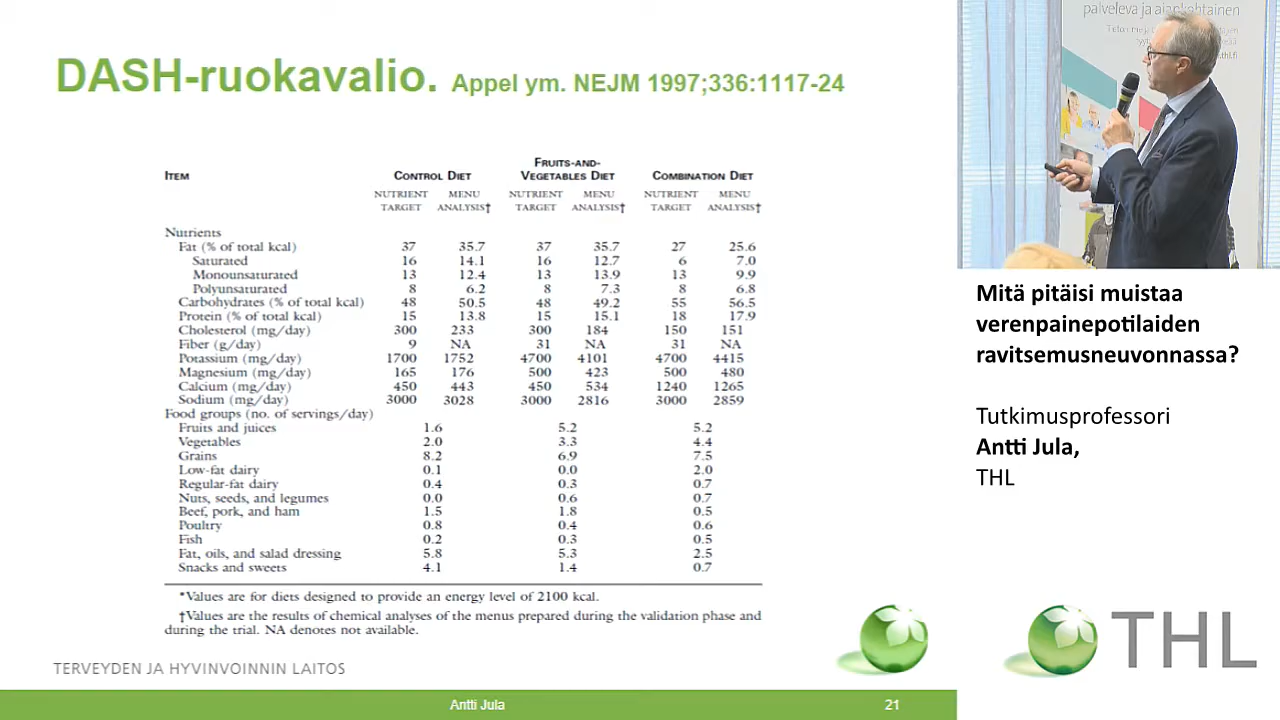 DASH-ruokavalio. Appel ym. NEJM 1997;336:1117-24
ITEM CONTROL DIET FRUITS-AND-VEGETABLES DIET COMBINATION DIET
NUTRIENT TARGET MENU ANALYSIS† NUTRIENT TARGET MENU ANALYSIS† NUTRIENT TARGET MENU ANALYSIS†
Nutrients
Fat (% of total kcal) 37 35.7 37 35.7 27 25.6
Saturated 16 14.1 16 12.7 6 7.0
Monounsaturated 13 12.4 13 13.9 13 9.9
Polyunsaturated 8 6.2 8 7.3 8 6.8
Carbohydrates (% of total kcal) 48 50.5 48 49.2 55 56.5
Protein (% of total kcal) 15 13.8 15 15.1 18 17.9
Cholesterol (mg/day) 300 233 300 184 150 151
Fiber (g/day) 9 NA 31 NA 31 NA
Potassium (mg/day) 1700 1752 4700 4101 4700 4415
Magnesium (mg/day) 165 176 500 423 500 480
Calcium (mg/day) 450 443 450 534 1240 1265
Sodium (mg/day) 3000 3028 3000 2816 3000 2859
Food groups (no. of servings/day)
Fruits and juices 1.6 5.2 5.2
Vegetables 2.0 3.3 4.4
Grains 8.2 6.9 7.5
Low-fat dairy 0.1 0.0 2.0
Regular-fat dairy 0.4 0.3 0.7
Nuts, seeds, and legumes 0.0 0.6 0.7
Beef, pork, and ham 1.5 1.8 0.5
Poultry 0.8 0.4 0.6
Fish 0.2 0.3 0.5
Fat, oils, and salad dressing 5.8 5.3 2.5
Snacks and sweets 4.1 1.4 0.7
*Values are for diets designed to provide an energy level of 2100 kcal.
†Values are the results of chemical analyses of the menus prepared during the validation phase and
during the trial. NA denotes not available.
TERVEYDEN JA HYVINVOINNIN LAITOS
Antti Jula 21
palveleva ja ajankohtainen
Mitä pitäisi muistaa
verenpainepotilaiden
ravitsemusneuvonnassa?
Tutkimusprofessori
Antti Jula,
THL
THL